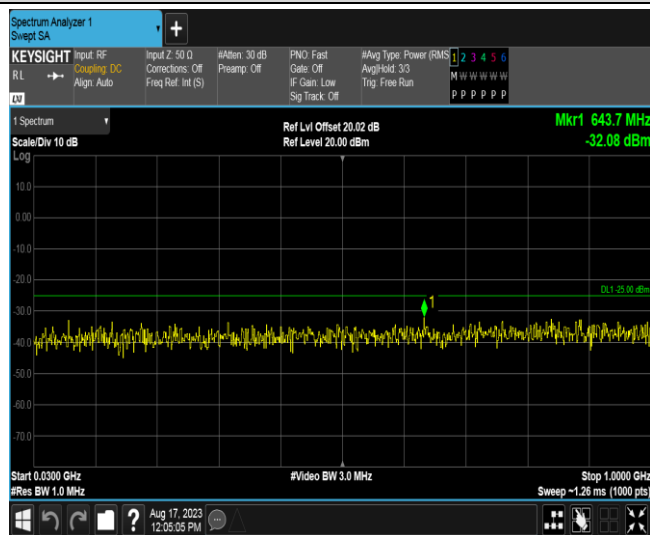 Spectrum Analyzer 1
Swept SA
+
KEYSIGHT
RL
LXI
Input: RF
Coupling: DC
Align: Auto
Input Z: 50 Ω
Corrections: Off
Freq Ref: Int (S)
#Atten: 30 dB
Preamp: Off
PNO: Fast
Gate: Off
IF Gain: Low
Sig Track: Off
#Avg Type: Power (RMS
Avg|Hold: 3/3
Trig: Free Run
1 2 3 4 5 6
M W W W W W
P P P P P P
1 Spectrum
Scale/Div 10 dB
Log
Ref Lvl Offset 20.02 dB
Ref Level 20.00 dBm
Mkr1 643.7 MHz
-32.08 dBm
10.0
0.00
-10.0
-20.0
DL1 -25.00 dBm
1
-30.0
-40.0
-50.0
-60.0
-70.0
Start 0.0300 GHz
#Res BW 1.0 MHz
#Video BW 3.0 MHz
Stop 1.0000 GHz
Sweep ~1.26 ms (1000 pts)
?
Aug 17, 2023
12:05:05 PM